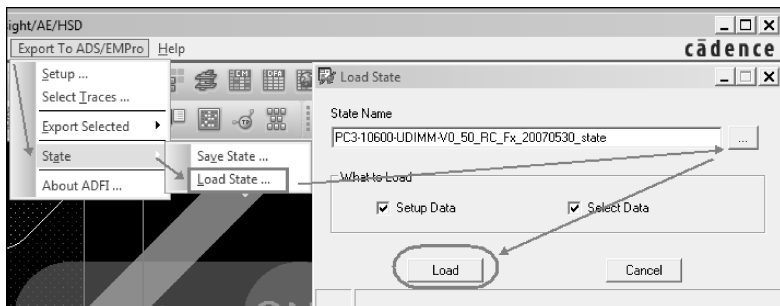 sight/AE/HSD
Export To ADS/EMPro Help
cādence
Setup ...
Select Traces ...
Export Selected
State
About ADFI ...
Save State ...
Load State ...
Load State
State Name
PC3-10600-UDIMM-V0_50_RC_Fx_20070530_state
...
What to Load
Setup Data
Select Data
Load
Cancel